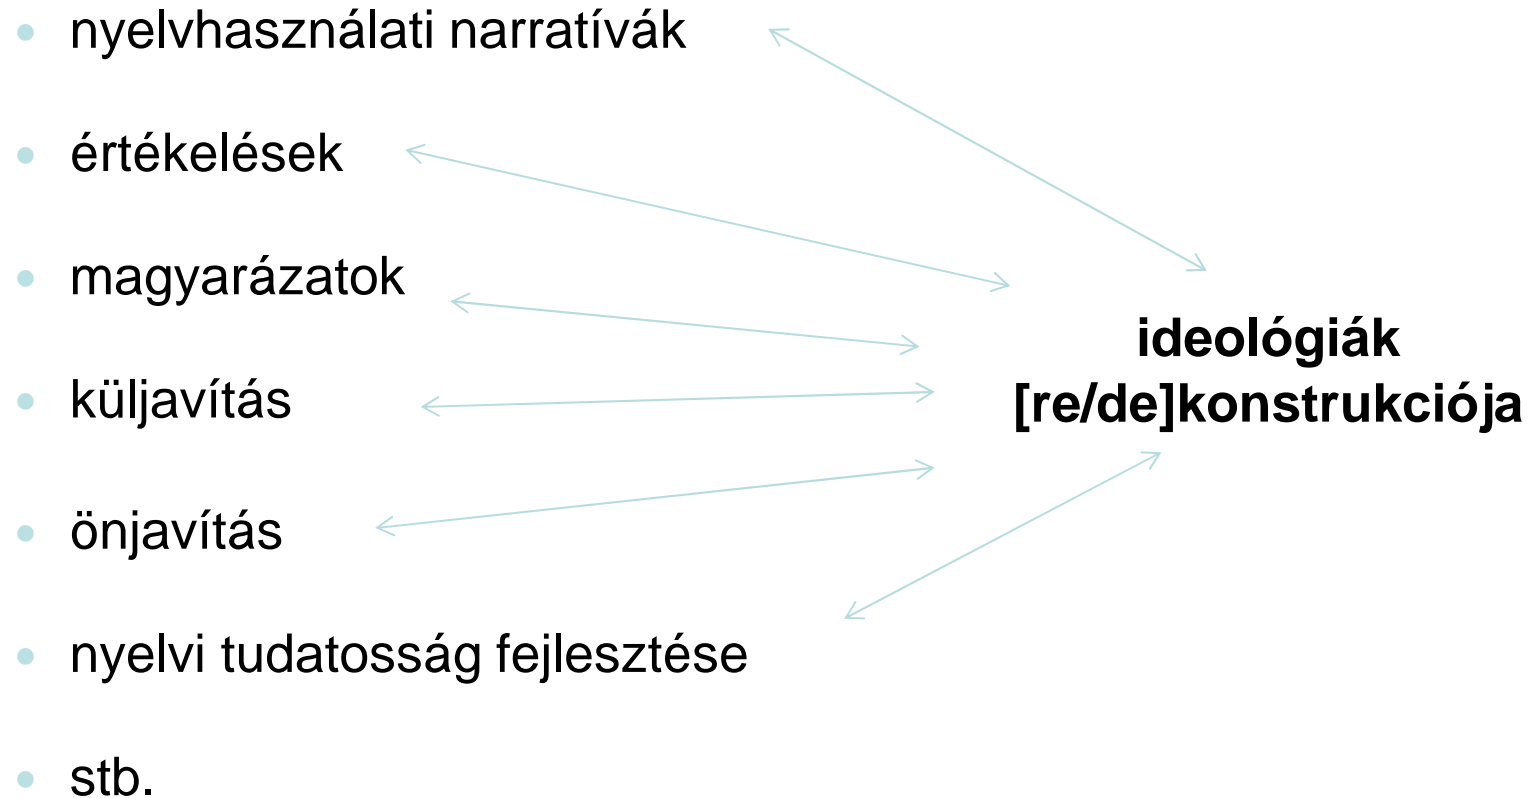 • nyelvhasználati narratívák
• értékelések
• magyarázatok
• küljavítás
• önjavítás
• nyelvi tudatosság fejlesztése
• stb.
ideológiák
[re/de]konstrukciója